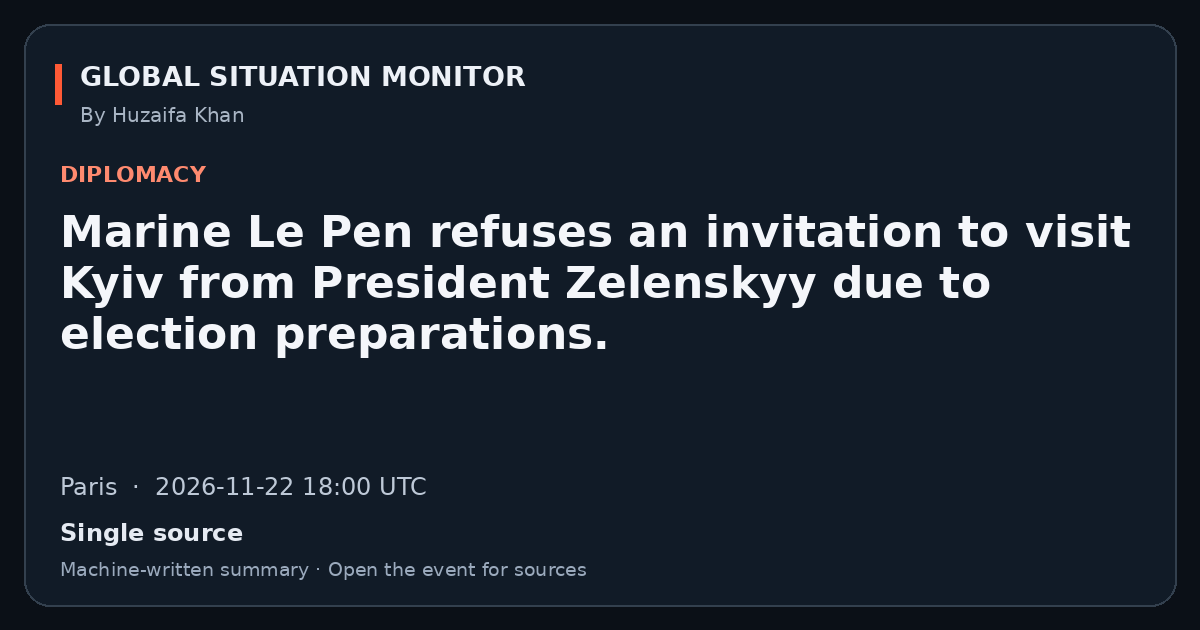 GLOBAL SITUATION MONITOR
By Huzaifa Khan
DIPLOMACY
Marine Le Pen refuses an invitation to visit
Kyiv from President Zelenskyy due to
election preparations.
Paris · 2026-11-22 18:00 UTC
Single source
Machine-written summary · Open the event for sources